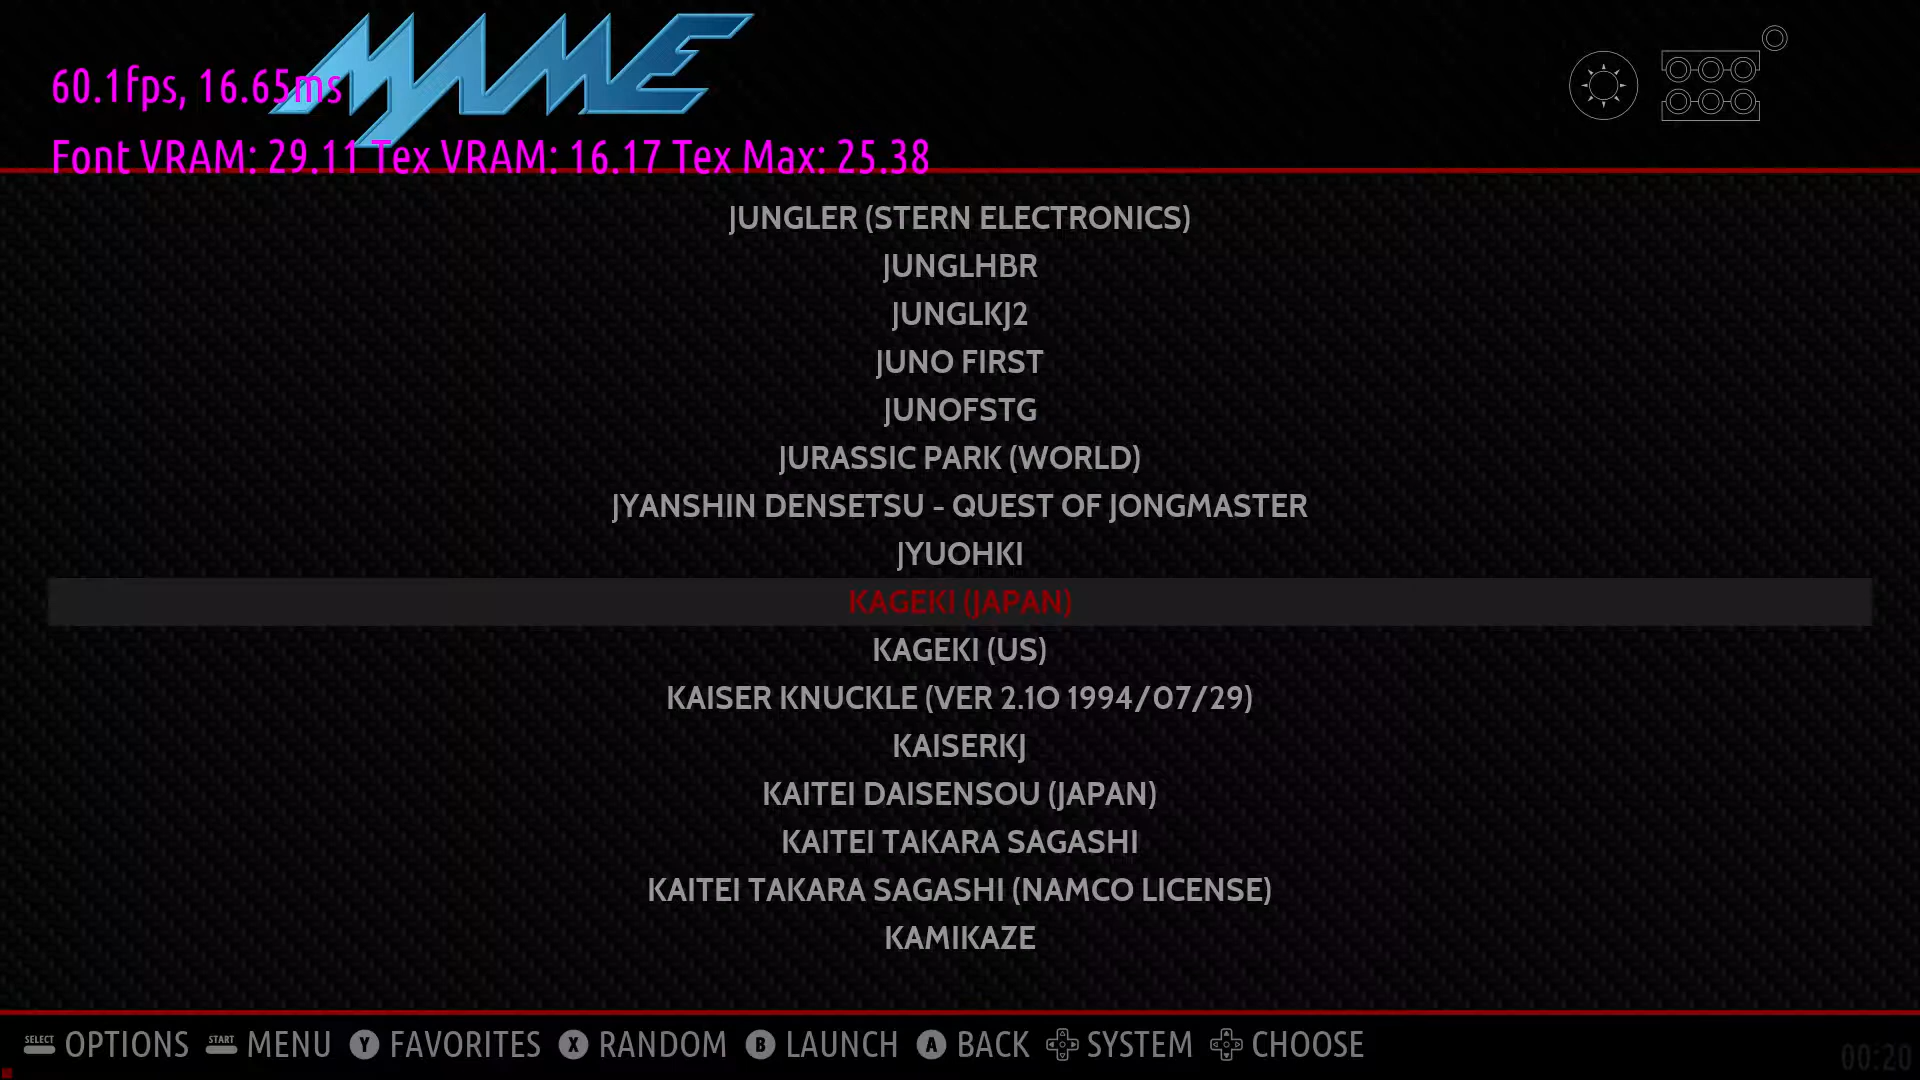 MAME
60.1fps, 16.65ms
Font VRAM: 29.11 Tex VRAM: 16.17 Tex Max: 25.38
JUNGLER (STERN ELECTRONICS)
JUNGLHBR
JUNGLKJ2
JUNO FIRST
JUNOFSTG
JURASSIC PARK (WORLD)
JYANSHIN DENSETSU - QUEST OF JONGMASTER
JYUOHKI
KAGEKI (JAPAN)
KAGEKI (US)
KAISER KNUCKLE (VER 2.1O 1994/07/29)
KAISERKJ
KAITEI DAISENSOU (JAPAN)
KAITEI TAKARA SAGASHI
KAITEI TAKARA SAGASHI (NAMCO LICENSE)
KAMIKAZE
SELECT OPTIONS START MENU Y FAVORITES X RANDOM B LAUNCH A BACK SYSTEM CHOOSE
00:20